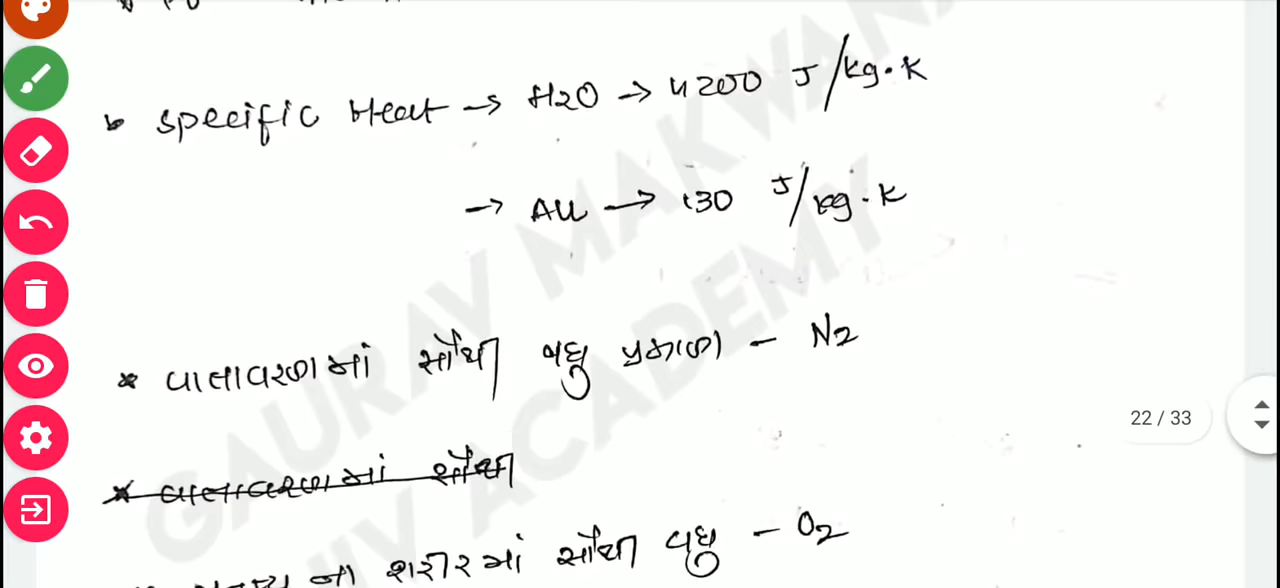 * specific Heat → H2O → 4200 J/kg.K
→ Au → 130 J/kg.K
* વાતાવરણમાં સૌથી વધુ પ્રમાણ - N2
* વાતાવરણમાં સૌથી
ના શરીરમાં સૌથી વધુ - O2
22 / 33
GAURAV MAKWANA
ACADEMY